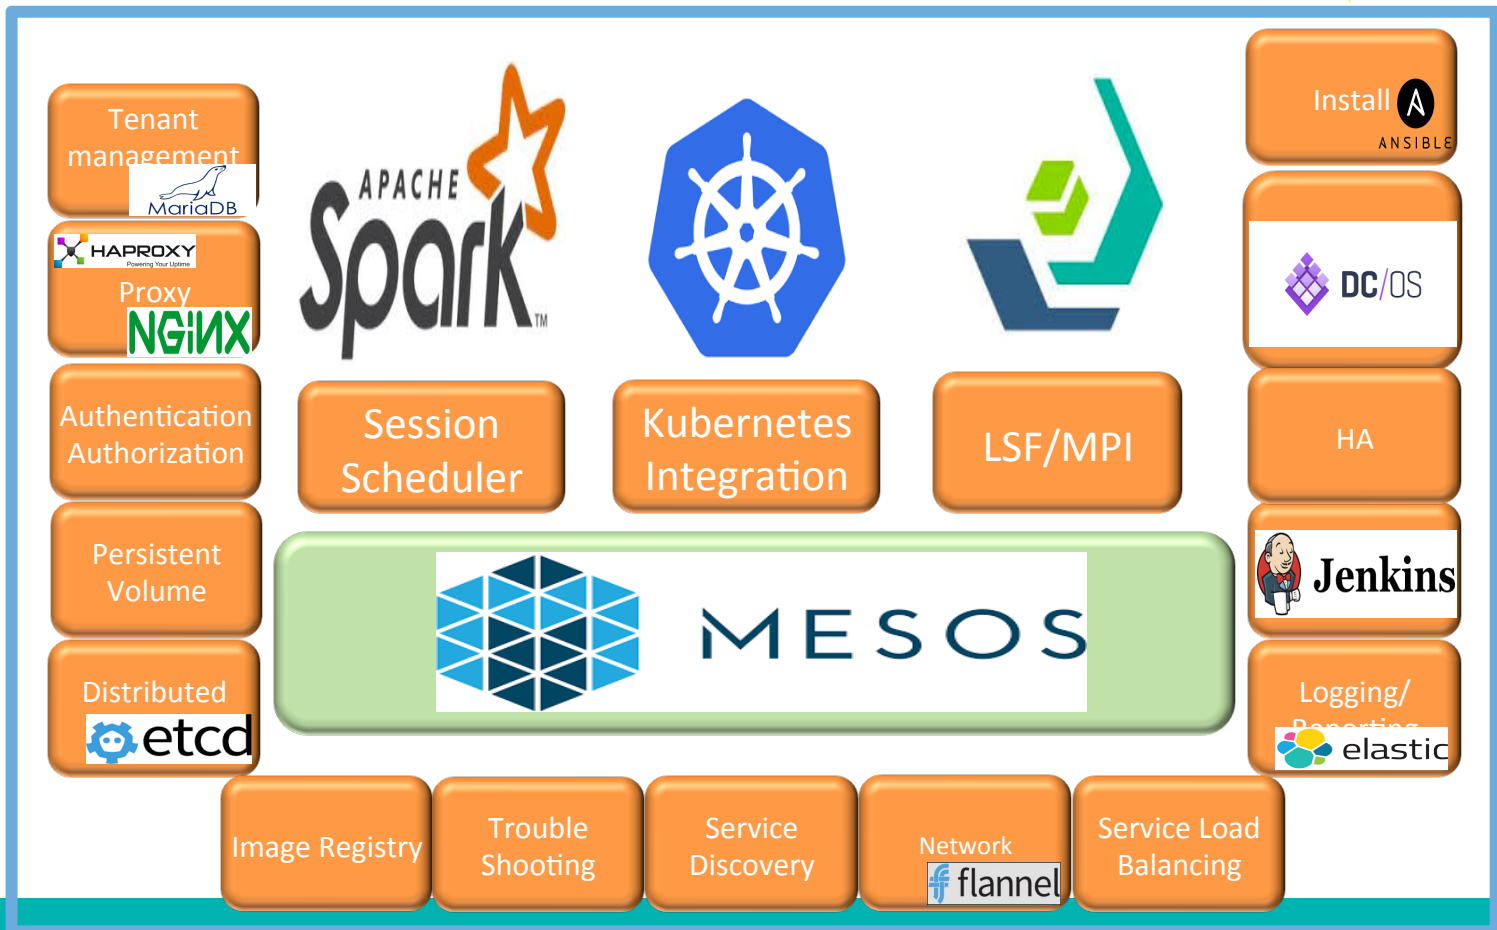 Tenant
management
MariaDB
HAPROXY
Powering Your Uptime
Proxy
NGINX
Authentication
Authorization
Persistent
Volume
Distributed
etcd
APACHE
Spark
TM
Session
Scheduler
Kubernetes
Integration
LSF/MPI
MESOS
Install
ANSIBLE
DC/OS
HA
Jenkins
Logging/
Reporting
elastic
Image Registry
Trouble
Shooting
Service
Discovery
Network
flannel
Service Load
Balancing